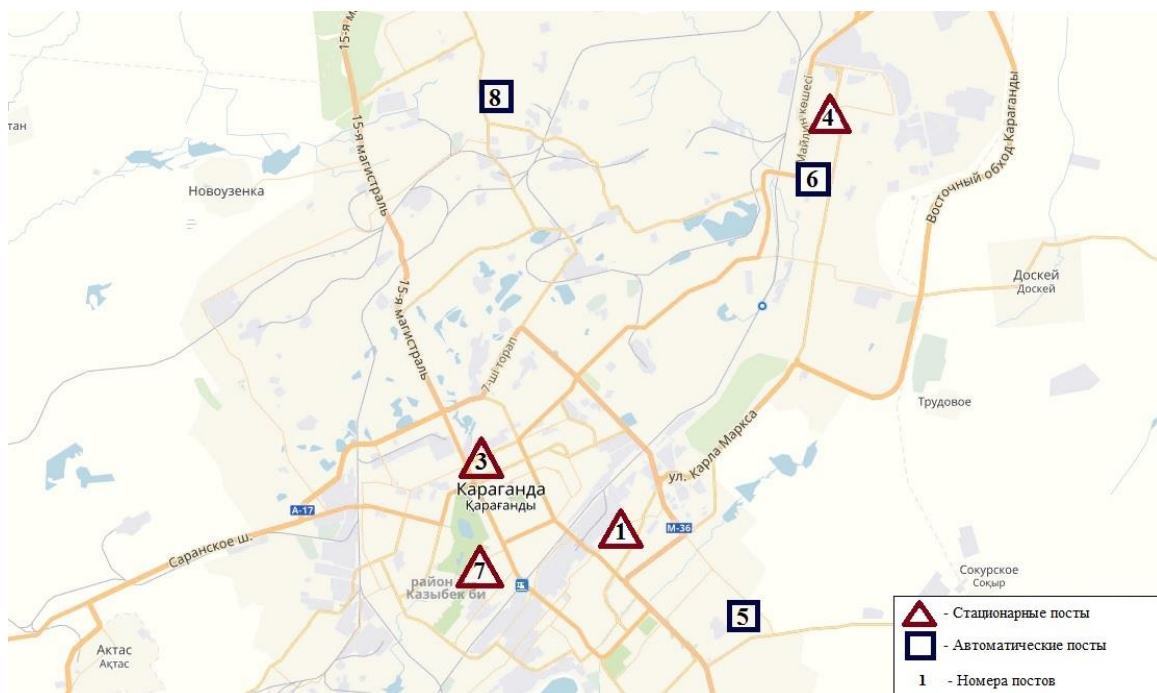 15-я магистраль
8
4
тан
15-я магистраль
Майлин көшесі
6
Восточный обход Караганды
Новоузенка
Доскей
Доскей
15-я магистраль
7-ші торап
Трудовое
3
Караганда
Қарағанды
ул. Карла Маркса
A-17
1
M-36
Саранское ш.
7
район
Казыбек би
Сокурское
Соқыр
5
Актас
Ақтас
- Стационарные посты
- Автоматические посты
1 - Номера постов